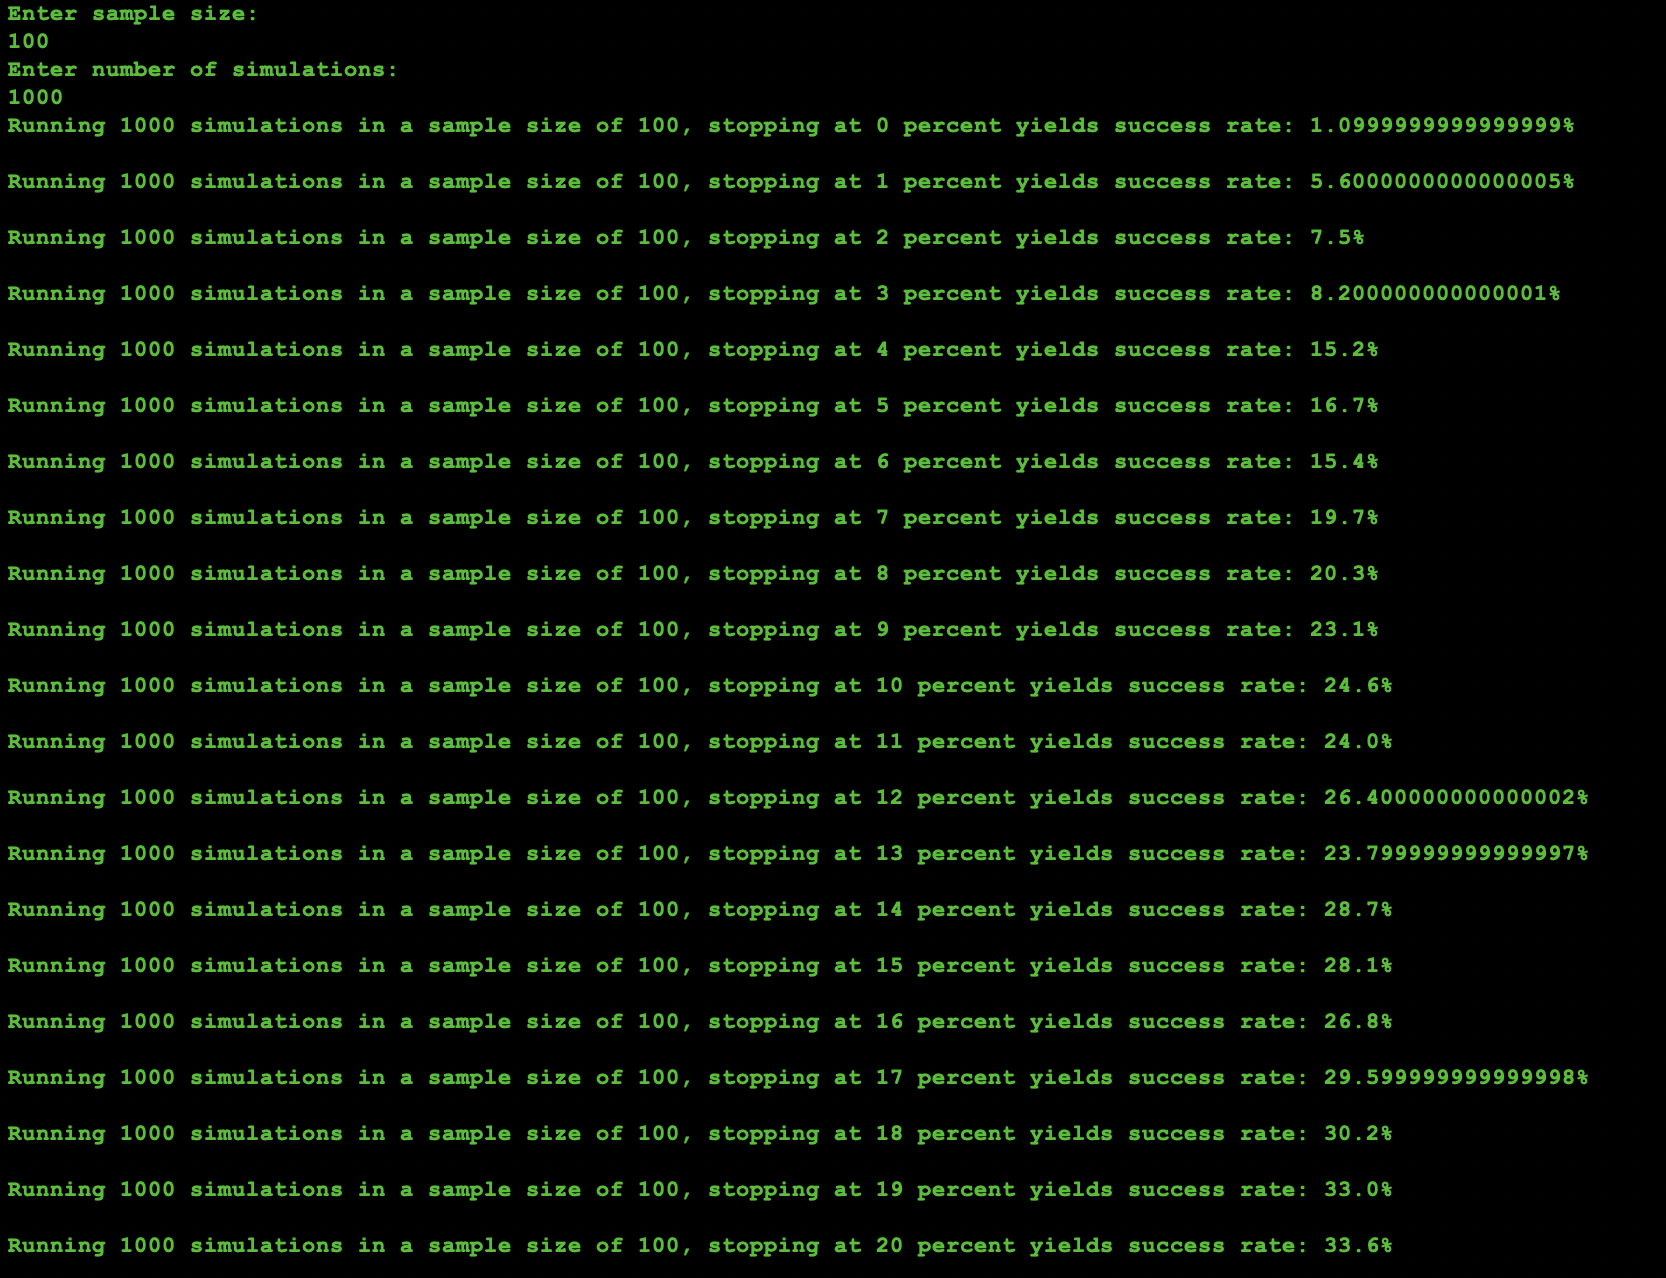 Enter sample size:
100
Enter number of simulations:
1000
Running 1000 simulations in a sample size of 100, stopping at 0 percent yields success rate: 1.0999999999999999%
Running 1000 simulations in a sample size of 100, stopping at 1 percent yields success rate: 5.6000000000000005%
Running 1000 simulations in a sample size of 100, stopping at 2 percent yields success rate: 7.5%
Running 1000 simulations in a sample size of 100, stopping at 3 percent yields success rate: 8.200000000000001%
Running 1000 simulations in a sample size of 100, stopping at 4 percent yields success rate: 15.2%
Running 1000 simulations in a sample size of 100, stopping at 5 percent yields success rate: 16.7%
Running 1000 simulations in a sample size of 100, stopping at 6 percent yields success rate: 15.4%
Running 1000 simulations in a sample size of 100, stopping at 7 percent yields success rate: 19.7%
Running 1000 simulations in a sample size of 100, stopping at 8 percent yields success rate: 20.3%
Running 1000 simulations in a sample size of 100, stopping at 9 percent yields success rate: 23.1%
Running 1000 simulations in a sample size of 100, stopping at 10 percent yields success rate: 24.6%
Running 1000 simulations in a sample size of 100, stopping at 11 percent yields success rate: 24.0%
Running 1000 simulations in a sample size of 100, stopping at 12 percent yields success rate: 26.400000000000002%
Running 1000 simulations in a sample size of 100, stopping at 13 percent yields success rate: 23.799999999999997%
Running 1000 simulations in a sample size of 100, stopping at 14 percent yields success rate: 28.7%
Running 1000 simulations in a sample size of 100, stopping at 15 percent yields success rate: 28.1%
Running 1000 simulations in a sample size of 100, stopping at 16 percent yields success rate: 26.8%
Running 1000 simulations in a sample size of 100, stopping at 17 percent yields success rate: 29.599999999999998%
Running 1000 simulations in a sample size of 100, stopping at 18 percent yields success rate: 30.2%
Running 1000 simulations in a sample size of 100, stopping at 19 percent yields success rate: 33.0%
Running 1000 simulations in a sample size of 100, stopping at 20 percent yields success rate: 33.6%